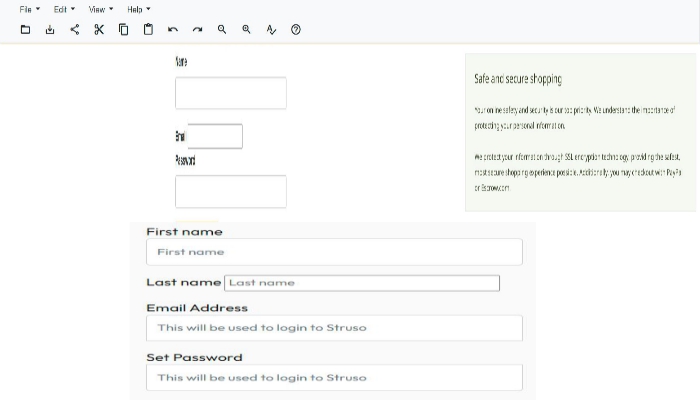 File Edit View Help
Name
Email
Password
Safe and secure shopping
Your online safety and security is our top priority. We understand the importance of
protecting your personal information.
We protect your information through SSL encryption technology, providing the safest,
most secure shopping experience possible. Additionally, you may checkout with PayPa
or Escrow.com.
First name
First name
Last name Last name
Email Address
This will be used to login to Struso
Set Password
This will be used to login to Struso